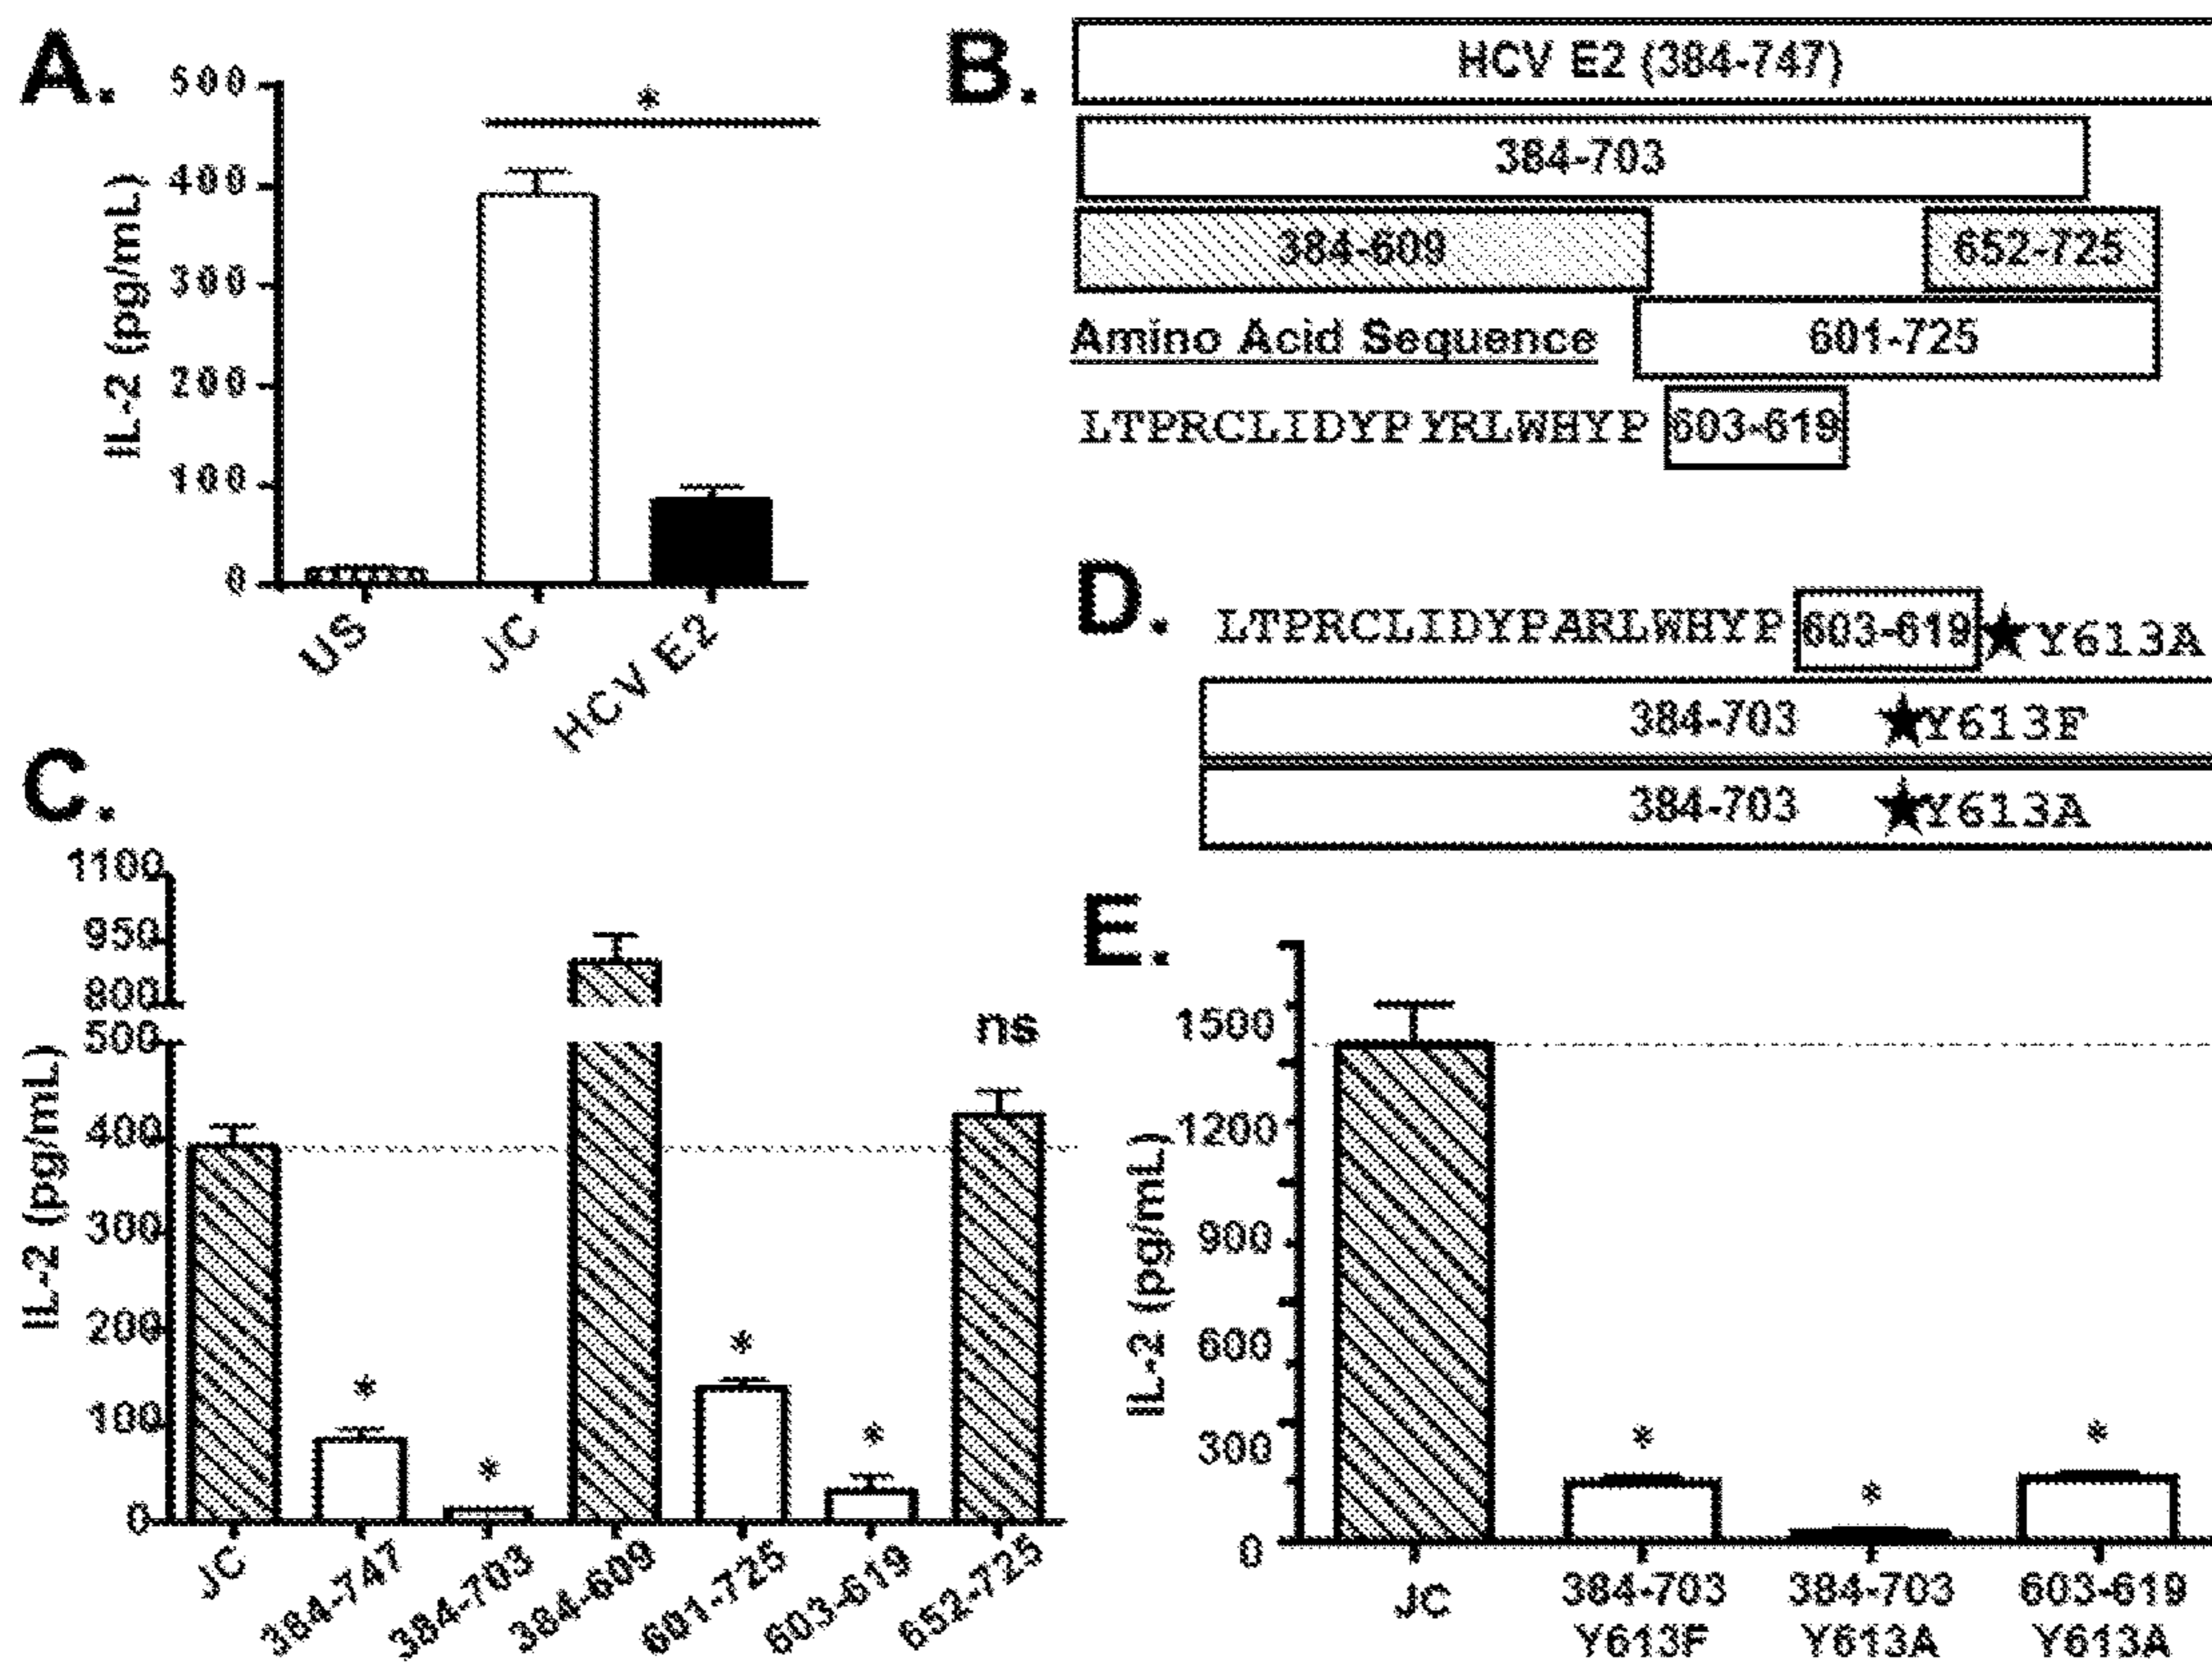 A.
500
*
400
300
200
100
0
IL-2 (pg/mL)
US
JC
HCV E2
B.
HCV E2 (384-747)
384-703
384-609
652-725
Amino Acid Sequence
601-725
LTPRCLIDYPYRLWHYP 603-619
C.
1100
950
800
500
400
300
200
100
0
IL-2 (pg/mL)
*
*
*
*
ns
JC
384-747
384-703
384-609
601-725
603-619
652-725
D.
LTPRCLIDYPARLWHYP 603-619★Y613A
384-703 ★Y613F
384-703 ★Y613A
E.
1500
1200
900
600
300
0
IL-2 (pg/mL)
*
*
*
JC
384-703
Y613F
384-703
Y613A
603-619
Y613A